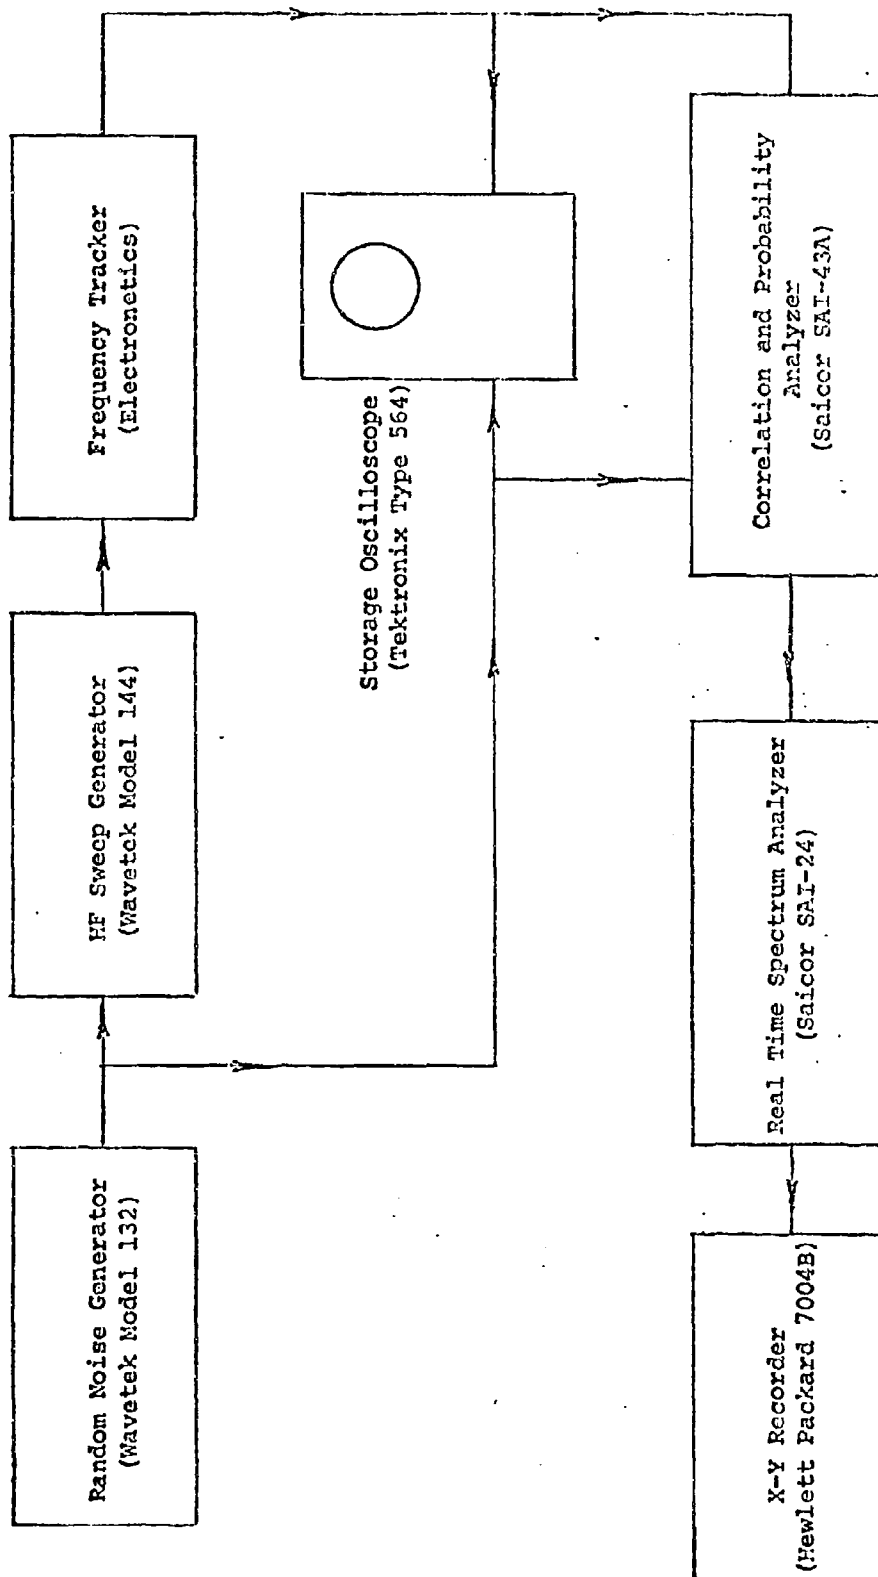 Random Noise Generator
(Wavetek Model 132)
HF Sweep Generator
(Wavetek Model 144)
Frequency Tracker
(Electronetics)
Storage Oscilloscope
(Tektronix Type 564)
X-Y Recorder
(Hewlett Packard 7004B)
Real Time Spectrum Analyzer
(Saicor SAI-24)
Correlation and Probability
Analyzer
(Saicor SAI-43A)